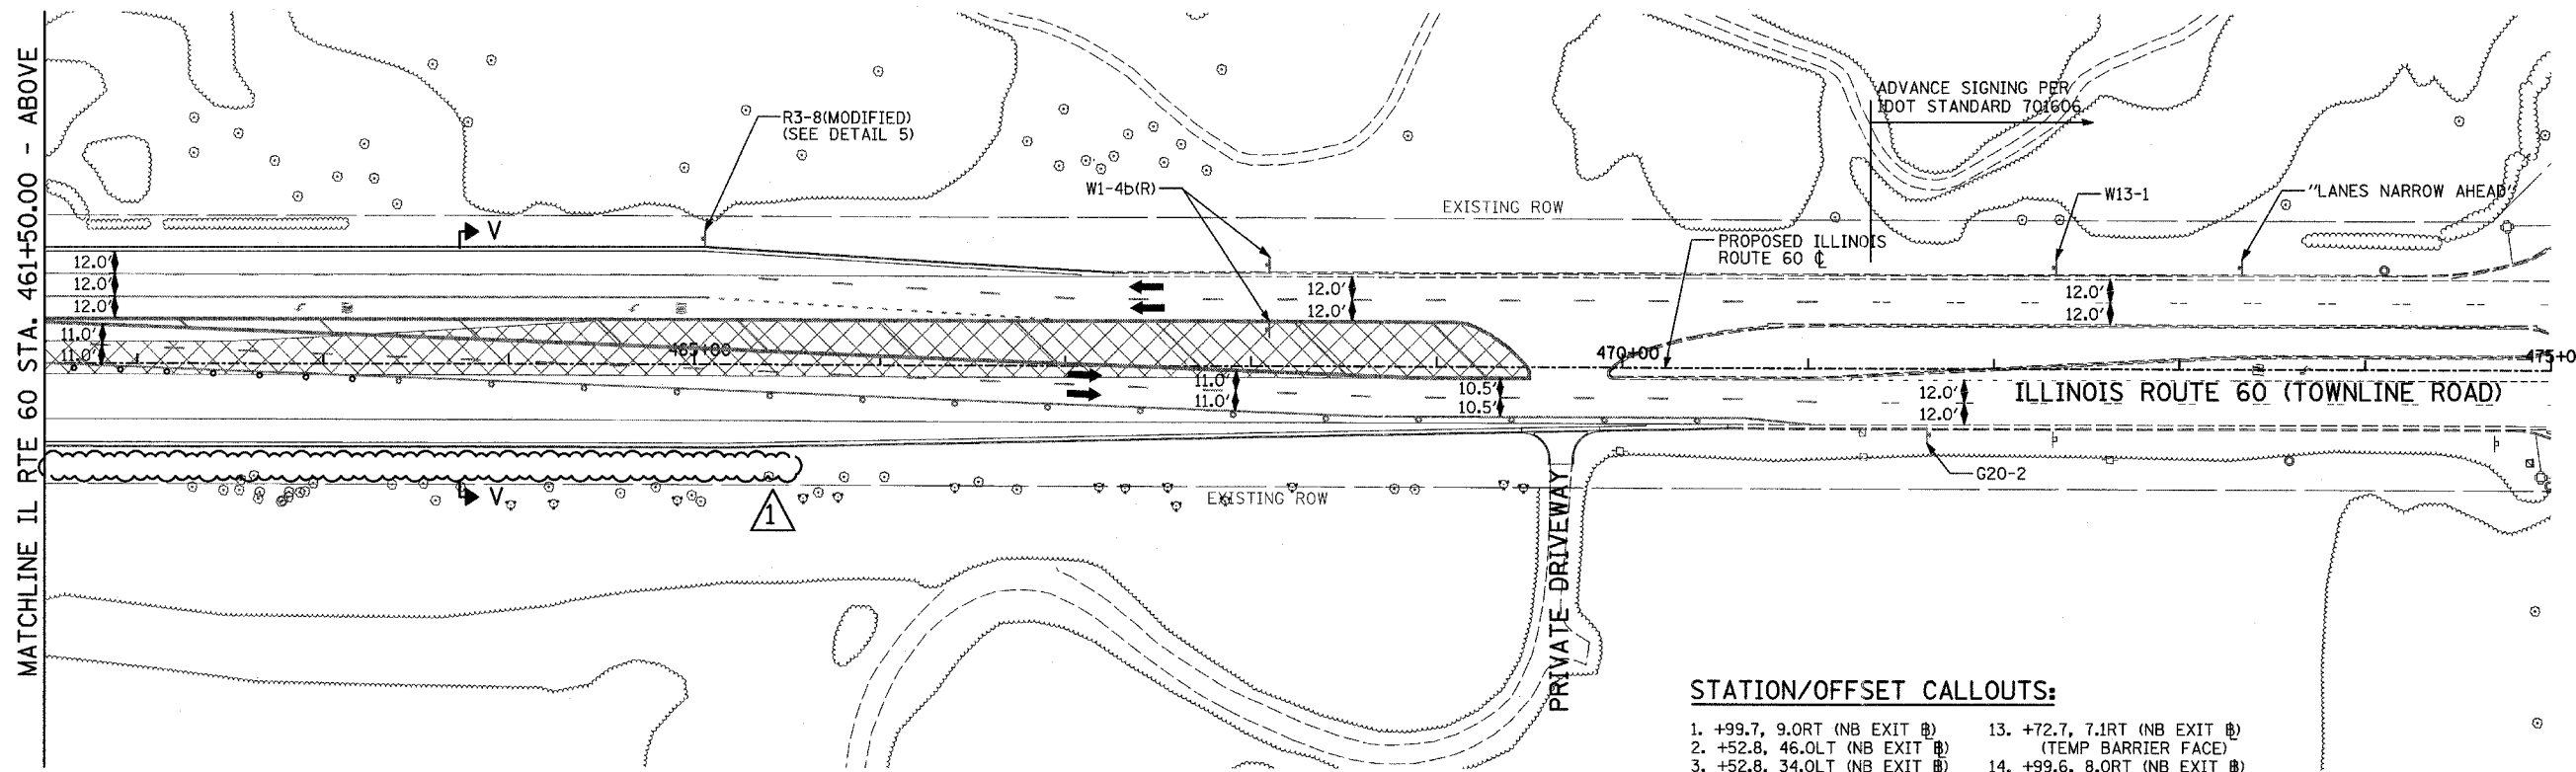 MATCHLINE IL RTE 60 STA. 461+50.00 - ABOVE
R3-8(MODIFIED)
(SEE DETAIL 5)
W1-4b(R)
ADVANCE SIGNING PER
IDOT STANDARD 701606
W13-1
"LANES NARROW AHEAD"
EXISTING ROW
PROPOSED ILLINOIS
ROUTE 60 ℄
V
12.0'
12.0'
12.0'
11.0'
11.0'
12.0'
12.0'
12.0'
12.0'
465+00
470+00
475+0
11.0'
11.0'
10.5'
10.5'
12.0'
12.0'
ILLINOIS ROUTE 60 (TOWNLINE ROAD)
G20-2
V
1
EXISTING ROW
PRIVATE DRIVEWAY
STATION/OFFSET CALLOUTS:
1. +99.7, 9.0RT (NB EXIT BL)
2. +52.8, 46.0LT (NB EXIT BL)
3. +52.8, 34.0LT (NB EXIT BL)
13. +72.7, 7.1RT (NB EXIT BL)
(TEMP BARRIER FACE)
14. +99.6, 8.0RT (NB EXIT BL)